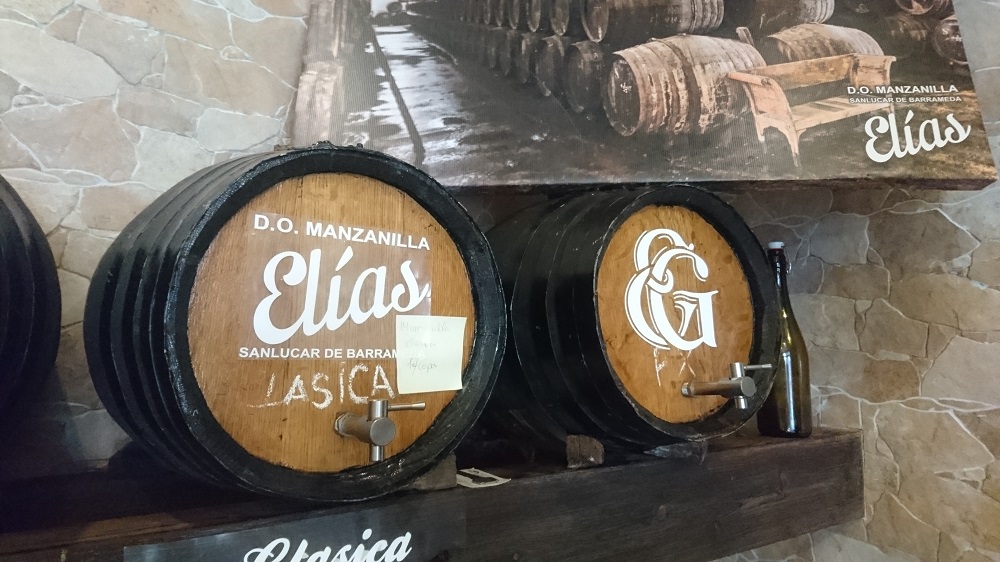 D.O. MANZANILLA
SANLUCAR DE BARRAMEDA
Elías
D.O. MANZANILLA
Elías
SANLUCAR DE BARRAM
LASICA
G
Clasica